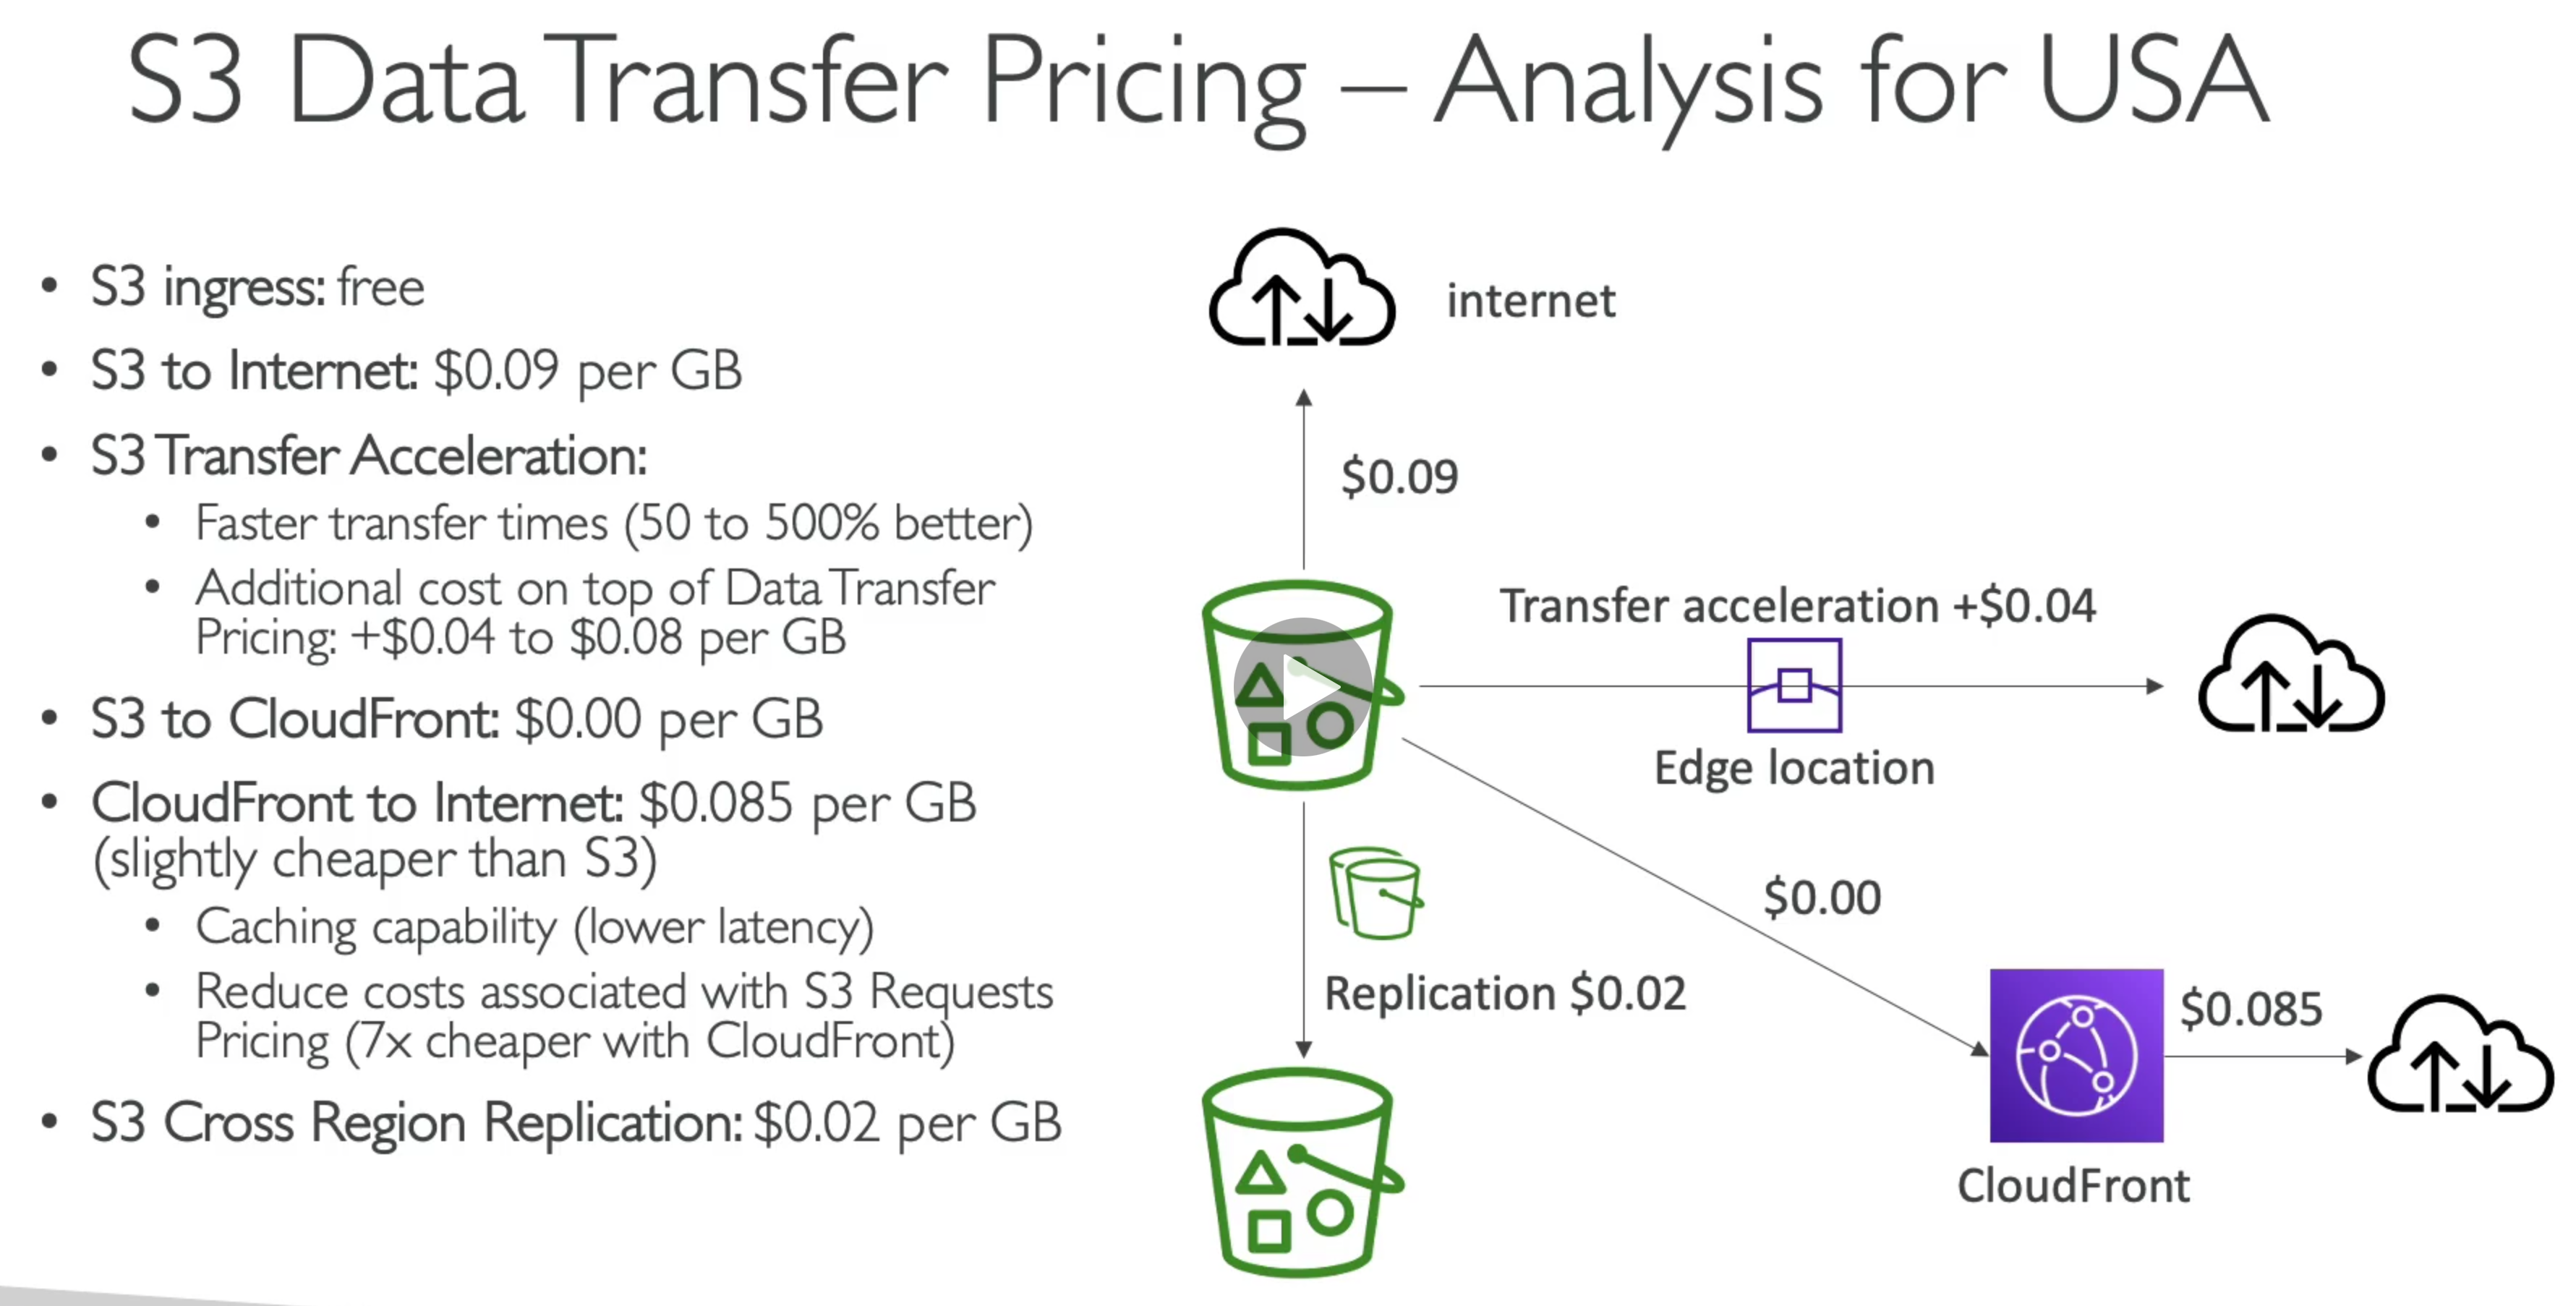 S3 Data Transfer Pricing – Analysis for USA
• S3 ingress: free
• S3 to Internet: $0.09 per GB
• S3 Transfer Acceleration:
• Faster transfer times (50 to 500% better)
• Additional cost on top of Data Transfer
Pricing: +$0.04 to $0.08 per GB
• S3 to CloudFront: $0.00 per GB
• CloudFront to Internet: $0.085 per GB
(slightly cheaper than S3)
• Caching capability (lower latency)
• Reduce costs associated with S3 Requests
Pricing (7x cheaper with CloudFront)
• S3 Cross Region Replication: $0.02 per GB
internet
$0.09
Transfer acceleration +$0.04
Edge location
$0.00
Replication $0.02
$0.085
CloudFront